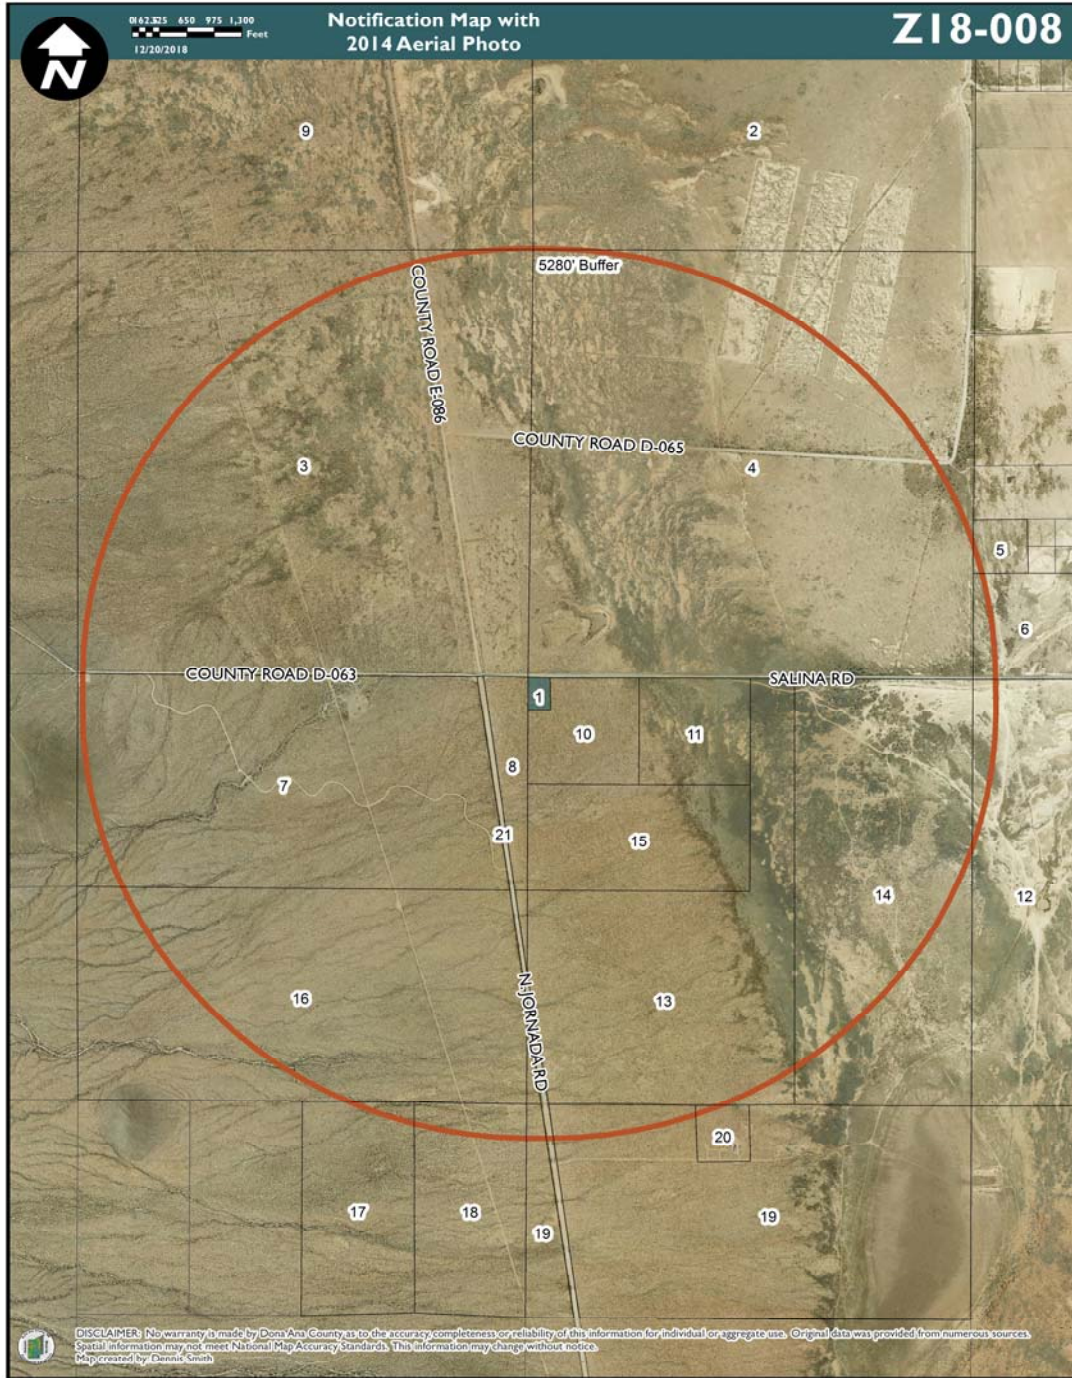 0162.525 650 975 1,300
Feet
12/20/2018
Notification Map with
2014 Aerial Photo
Z18-008
N
9
2
5280' Buffer
COUNTY ROAD E-086
COUNTY ROAD D-065
3
4
5
6
COUNTY ROAD D-063
SALINA RD
1
10
11
8
7
21
15
14
12
16
13
N JORNADA RD
20
17
18
19
19
DISCLAIMER: No warranty is made by Dona Ana County as to the accuracy, completeness or reliability of this information for individual or aggregate use. Original data was provided from numerous sources.
Spatial information may not meet National Map Accuracy Standards. This information may change without notice.
Map created by: Dennis Smith